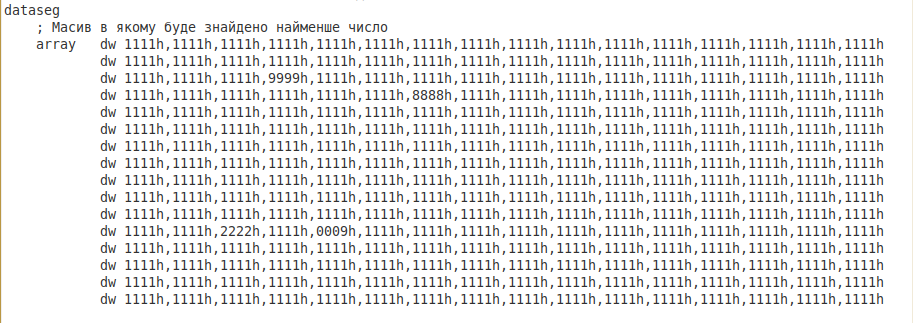 dataseg
; Масив в якому буде знайдено найменше число
array dw 1111h,1111h,1111h,1111h,1111h,1111h,1111h,1111h,1111h,1111h,1111h,1111h,1111h,1111h,1111h,1111h
dw 1111h,1111h,1111h,1111h,1111h,1111h,1111h,1111h,1111h,1111h,1111h,1111h,1111h,1111h,1111h,1111h
dw 1111h,1111h,1111h,9999h,1111h,1111h,1111h,1111h,1111h,1111h,1111h,1111h,1111h,1111h,1111h,1111h
dw 1111h,1111h,1111h,1111h,1111h,1111h,8888h,1111h,1111h,1111h,1111h,1111h,1111h,1111h,1111h,1111h
dw 1111h,1111h,1111h,1111h,1111h,1111h,1111h,1111h,1111h,1111h,1111h,1111h,1111h,1111h,1111h,1111h
dw 1111h,1111h,1111h,1111h,1111h,1111h,1111h,1111h,1111h,1111h,1111h,1111h,1111h,1111h,1111h,1111h
dw 1111h,1111h,1111h,1111h,1111h,1111h,1111h,1111h,1111h,1111h,1111h,1111h,1111h,1111h,1111h,1111h
dw 1111h,1111h,1111h,1111h,1111h,1111h,1111h,1111h,1111h,1111h,1111h,1111h,1111h,1111h,1111h,1111h
dw 1111h,1111h,1111h,1111h,1111h,1111h,1111h,1111h,1111h,1111h,1111h,1111h,1111h,1111h,1111h,1111h
dw 1111h,1111h,1111h,1111h,1111h,1111h,1111h,1111h,1111h,1111h,1111h,1111h,1111h,1111h,1111h,1111h
dw 1111h,1111h,1111h,1111h,1111h,1111h,1111h,1111h,1111h,1111h,1111h,1111h,1111h,1111h,1111h,1111h
dw 1111h,1111h,2222h,1111h,0009h,1111h,1111h,1111h,1111h,1111h,1111h,1111h,1111h,1111h,1111h,1111h
dw 1111h,1111h,1111h,1111h,1111h,1111h,1111h,1111h,1111h,1111h,1111h,1111h,1111h,1111h,1111h,1111h
dw 1111h,1111h,1111h,1111h,1111h,1111h,1111h,1111h,1111h,1111h,1111h,1111h,1111h,1111h,1111h,1111h
dw 1111h,1111h,1111h,1111h,1111h,1111h,1111h,1111h,1111h,1111h,1111h,1111h,1111h,1111h,1111h,1111h
dw 1111h,1111h,1111h,1111h,1111h,1111h,1111h,1111h,1111h,1111h,1111h,1111h,1111h,1111h,1111h,1111h